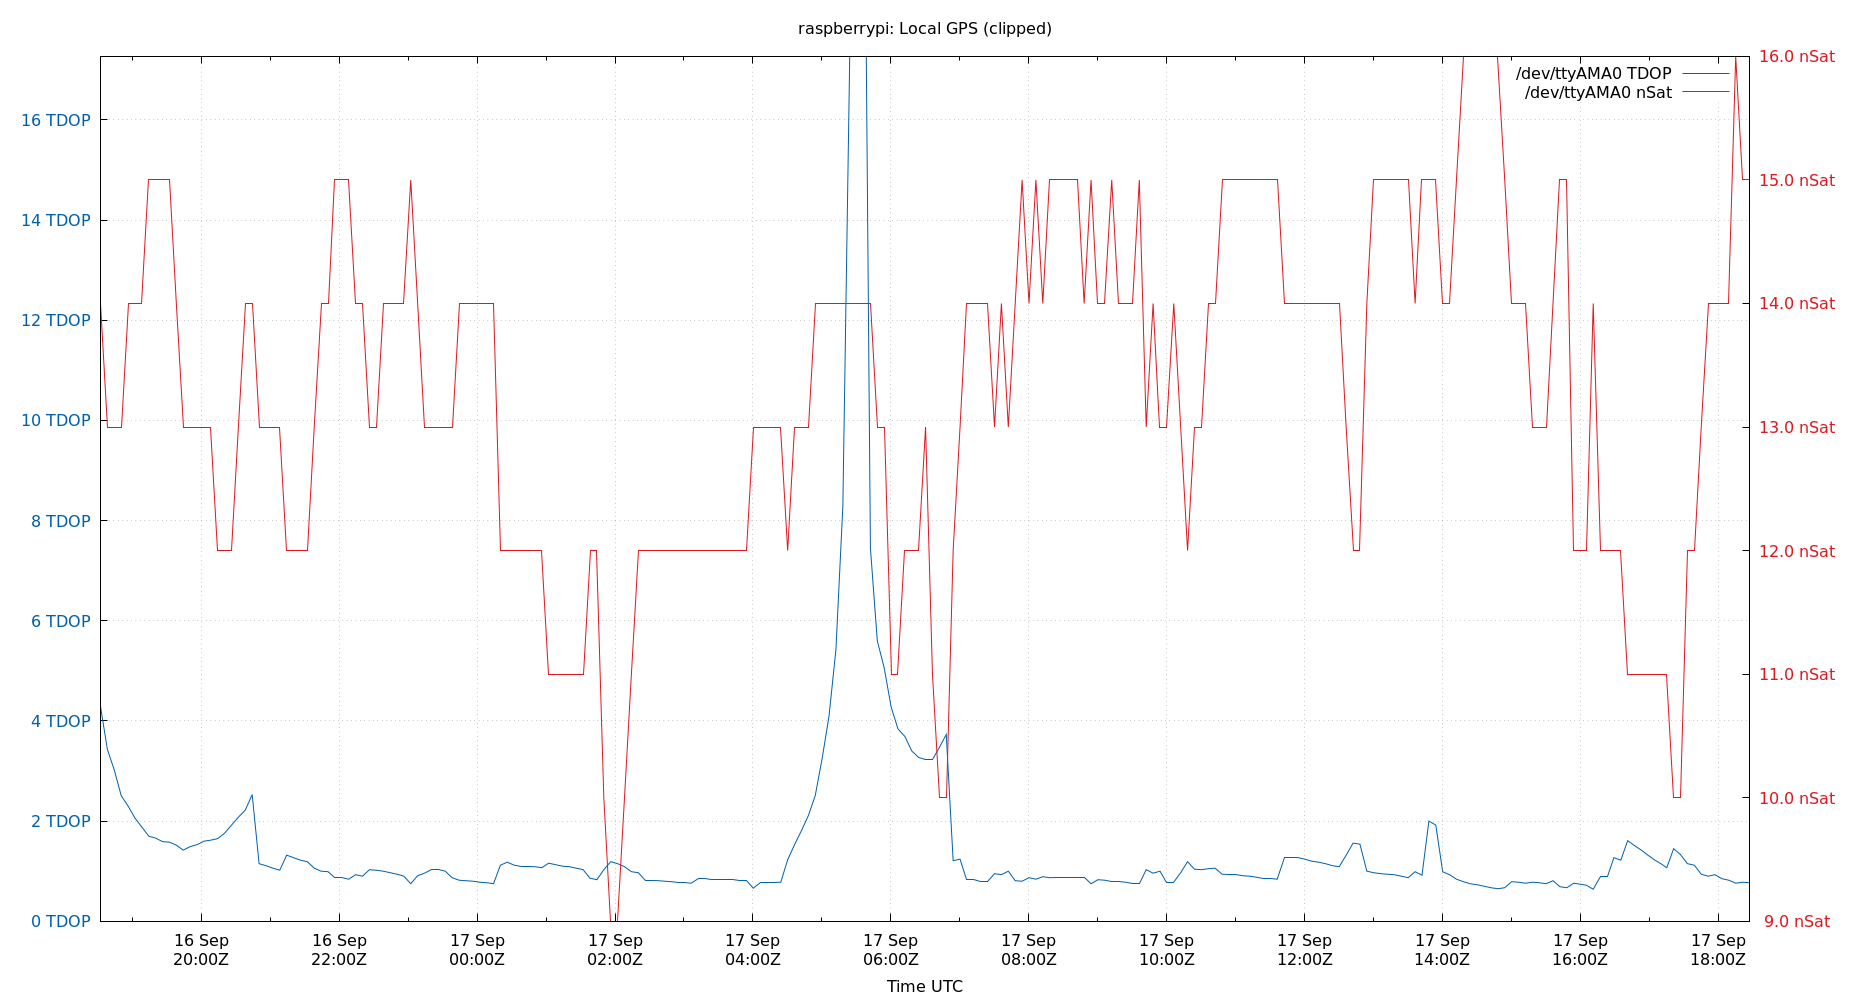 raspberrypi: Local GPS (clipped)
/dev/ttyAMA0 TDOP
/dev/ttyAMA0 nSat
16 TDOP
14 TDOP
12 TDOP
10 TDOP
8 TDOP
6 TDOP
4 TDOP
2 TDOP
0 TDOP
16.0 nSat
15.0 nSat
14.0 nSat
13.0 nSat
12.0 nSat
11.0 nSat
10.0 nSat
9.0 nSat
16 Sep
20:00Z
16 Sep
22:00Z
17 Sep
00:00Z
17 Sep
02:00Z
17 Sep
04:00Z
17 Sep
06:00Z
17 Sep
08:00Z
17 Sep
10:00Z
17 Sep
12:00Z
17 Sep
14:00Z
17 Sep
16:00Z
17 Sep
18:00Z
Time UTC